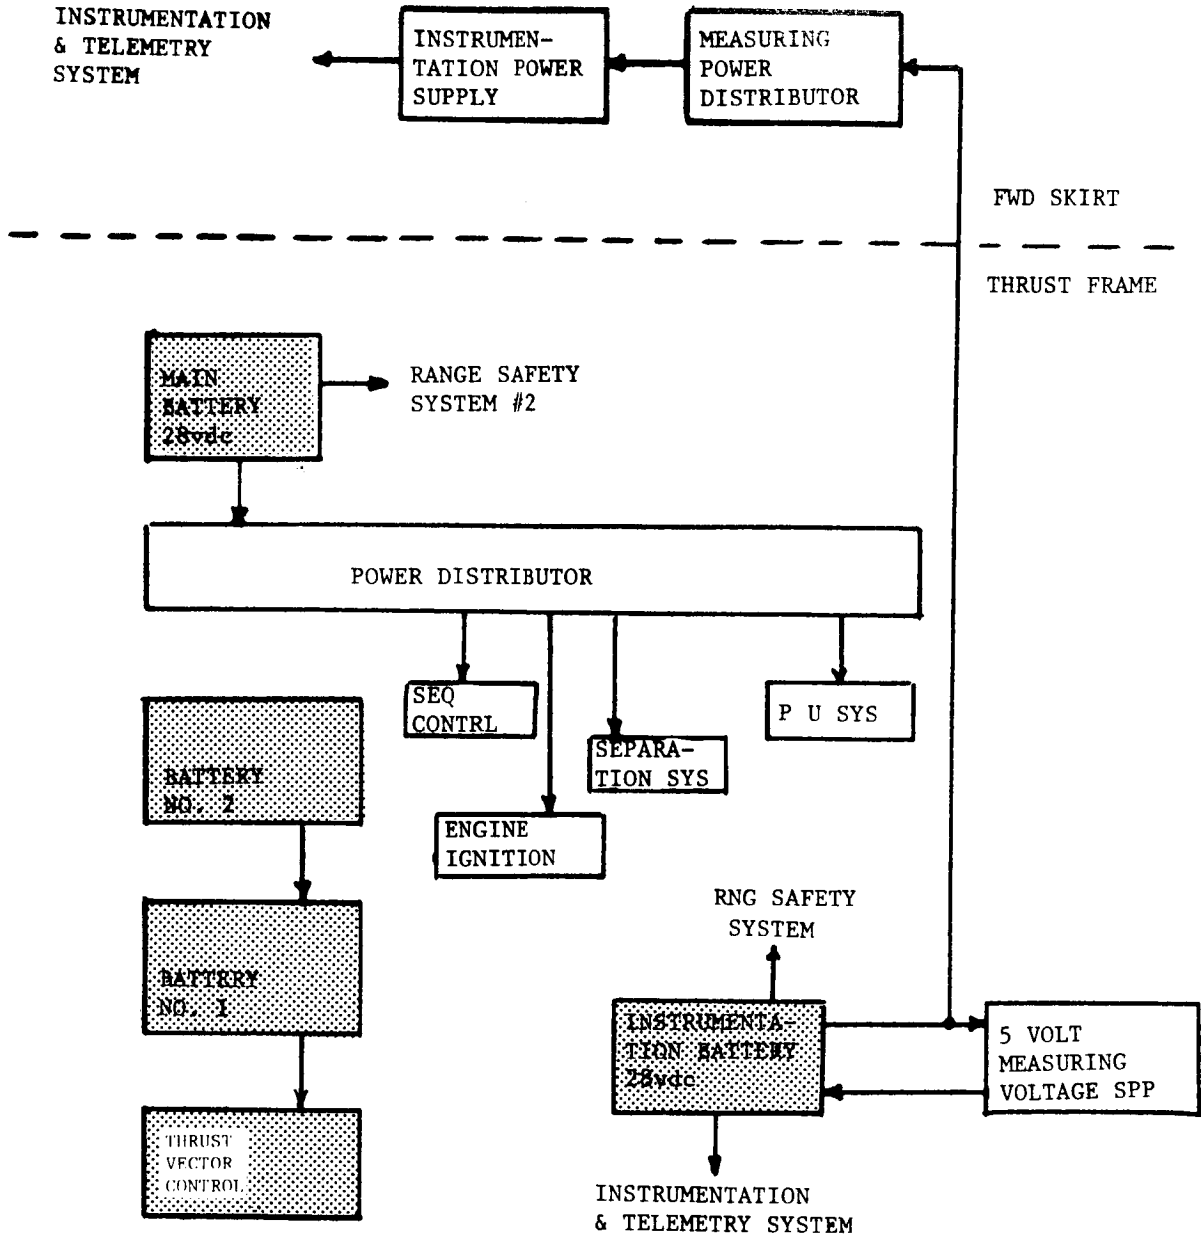 INSTRUMENTATION
& TELEMETRY
SYSTEM
INSTRUMEN-
TATION POWER
SUPPLY
MEASURING
POWER
DISTRIBUTOR
FWD SKIRT
THRUST FRAME
MAIN
BATTERY
28vdc
RANGE SAFETY
SYSTEM #2
POWER DISTRIBUTOR
SEQ
CONTRL
P U SYS
SEPARA-
TION SYS
BATTERY
NO. 2
ENGINE
IGNITION
RNG SAFETY
SYSTEM
BATTERY
NO. 1
INSTRUMENTA-
TION BATTERY
28vdc
5 VOLT
MEASURING
VOLTAGE SPP
THRUST
VECTOR
CONTROL
INSTRUMENTATION
& TELEMETRY SYSTEM